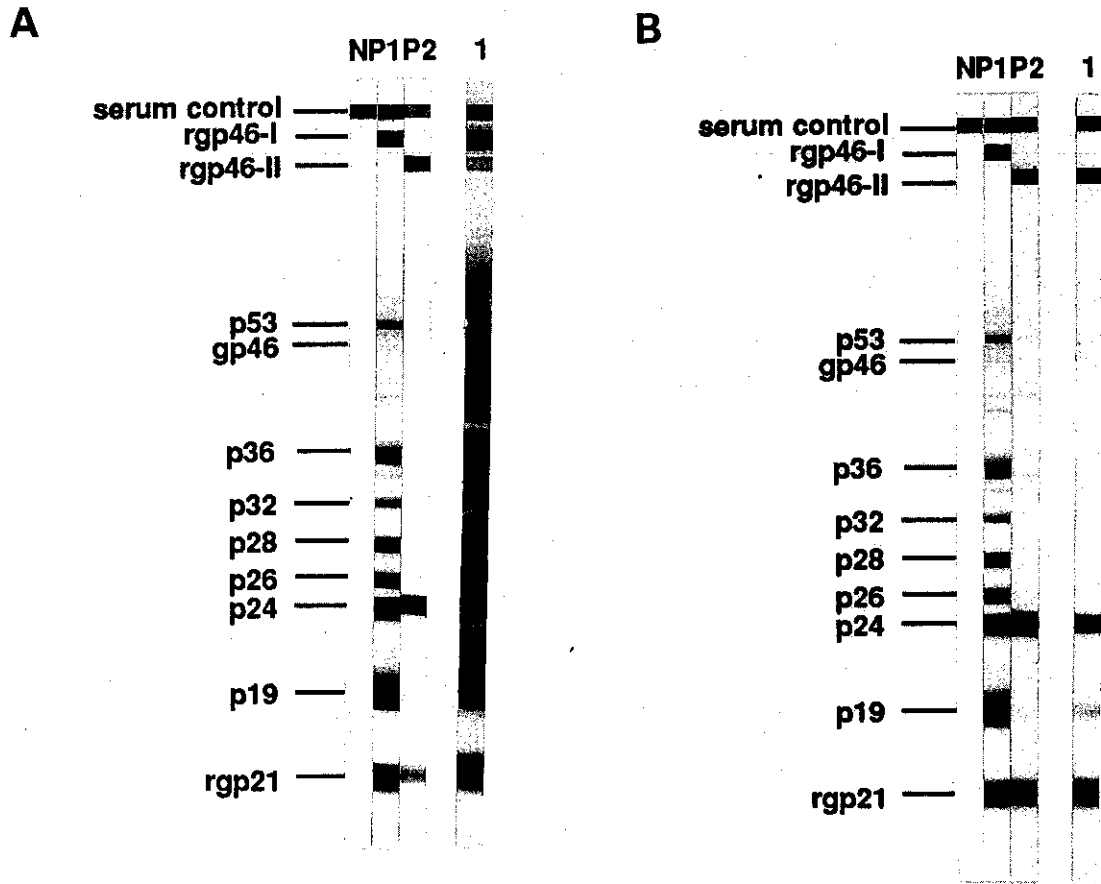 A
NP1P2 1
serum control
rgp46-I
rgp46-II
p53
gp46
p36
p32
p28
p26
p24
p19
rgp21
B
NP1P2 1
serum control
rgp46-I
rgp46-II
p53
gp46
p36
p32
p28
p26
p24
p19
rgp21